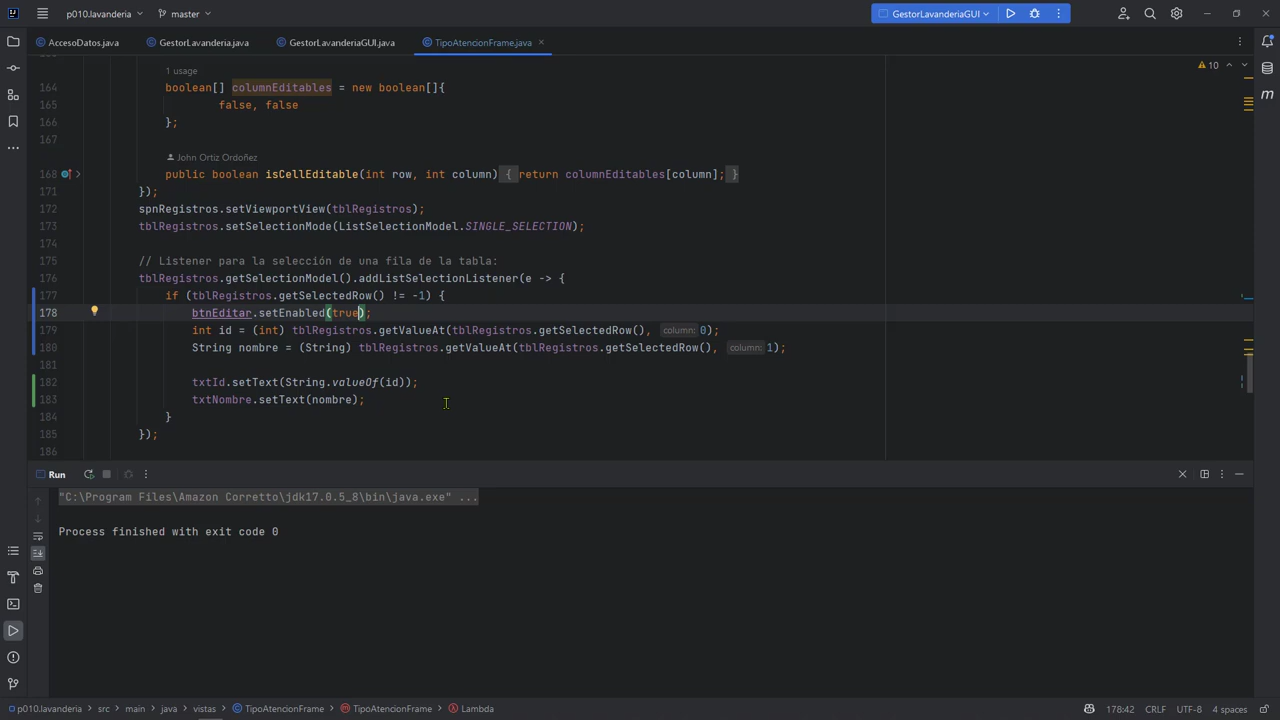 p010.lavanderia
master
GestorLavanderiaGUI
AccesoDatos.java
GestorLavanderia.java
GestorLavanderiaGUI.java
TipoAtencionFrame.java
10
1 usage
164 boolean[] columnEditables = new boolean[]{
165 false, false
166 };
167
John Ortiz Ordoñez
168 public boolean isCellEditable(int row, int column) { return columnEditables[column]; }
171 });
172 spnRegistros.setViewportView(tblRegistros);
173 tblRegistros.setSelectionMode(ListSelectionModel.SINGLE_SELECTION);
174
175 // Listener para la selección de una fila de la tabla:
176 tblRegistros.getSelectionModel().addListSelectionListener(e -> {
177 if (tblRegistros.getSelectedRow() != -1) {
178 btnEditar.setEnabled(true);
179 int id = (int) tblRegistros.getValueAt(tblRegistros.getSelectedRow(), column: 0);
180 String nombre = (String) tblRegistros.getValueAt(tblRegistros.getSelectedRow(), column: 1);
181
182 txtId.setText(String.valueOf(id));
183 txtNombre.setText(nombre);
184 }
185 });
186
Run
"C:\Program Files\Amazon Corretto\jdk17.0.5_8\bin\java.exe" ...
Process finished with exit code 0
p010.lavanderia > src > main > java > vistas > TipoAtencionFrame > TipoAtencionFrame > Lambda
178:42 CRLF UTF-8 4 spaces